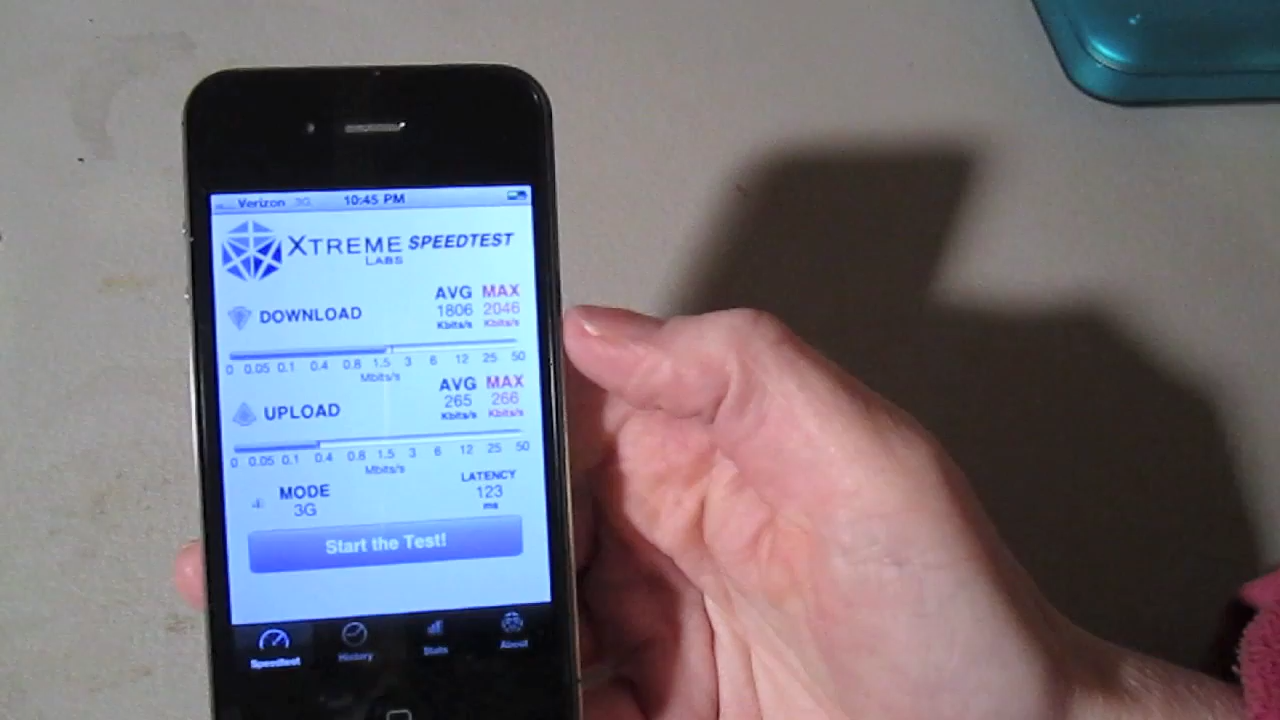 Verizon 3G 10:45 PM
XTREME SPEEDTEST
LABS
AVG MAX
DOWNLOAD 1806 2046
Kbits/s Kbits/s
0 0.05 0.1 0.4 0.8 1.5 3 6 12 25 50
Mbits/s
AVG MAX
UPLOAD 265 266
Kbits/s Kbits/s
0 0.05 0.1 0.4 0.8 1.5 3 6 12 25 50
Mbits/s
MODE LATENCY
3G 123
ms
Start the Test!
Speedtest History Stats About